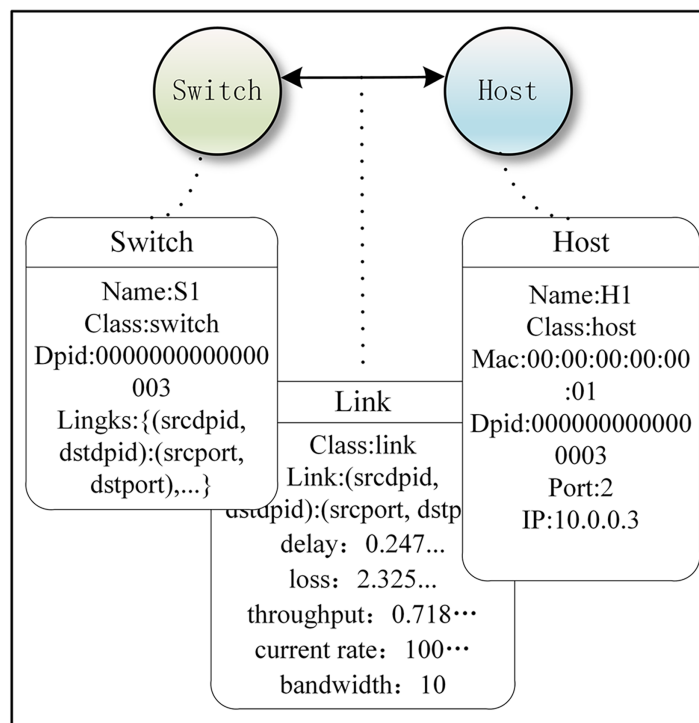 Switch
Host
Switch
Name:S1
Class:switch
Dpid:0000000000000
003
Lingks:{(srcdpid,
dstdpid):(srcport,
dstport),...}
Link
Class:link
Link:(srcdpid,
dstdpid):(srcport, dstp
delay：0.247...
loss：2.325...
throughput：0.718···
current rate：100···
bandwidth：10
Host
Name:H1
Class:host
Mac:00:00:00:00:00
:01
Dpid:000000000000
0003
Port:2
IP:10.0.0.3